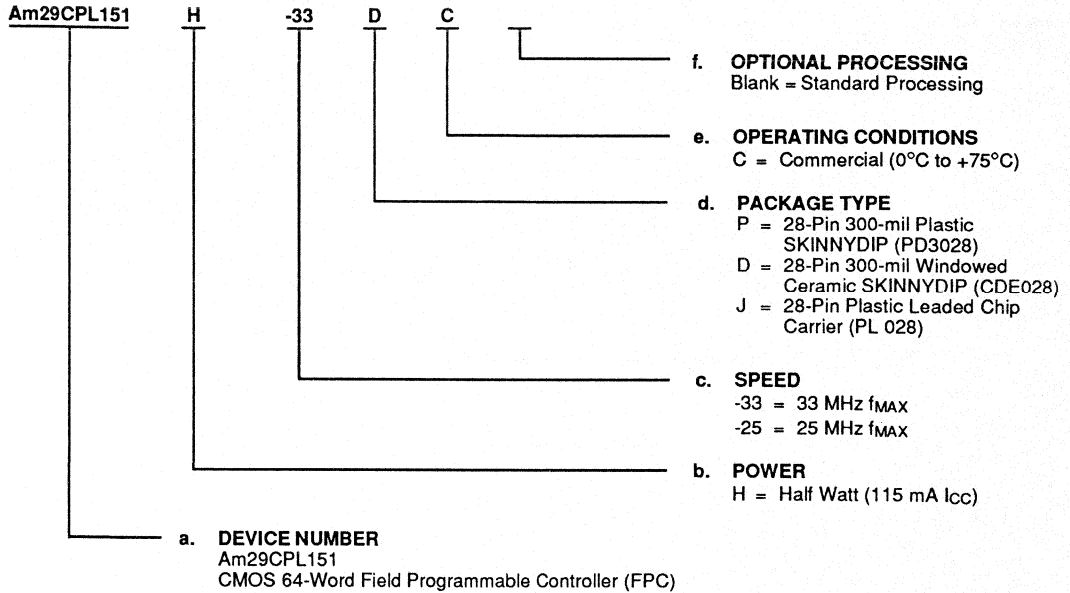 Am29CPL151 H -33 D C
f. OPTIONAL PROCESSING
Blank = Standard Processing
e. OPERATING CONDITIONS
C = Commercial (0°C to +75°C)
d. PACKAGE TYPE
P = 28-Pin 300-mil Plastic
SKINNYDIP (PD3028)
D = 28-Pin 300-mil Windowed
Ceramic SKINNYDIP (CDE028)
J = 28-Pin Plastic Leaded Chip
Carrier (PL 028)
c. SPEED
-33 = 33 MHz fMAX
-25 = 25 MHz fMAX
b. POWER
H = Half Watt (115 mA ICC)
a. DEVICE NUMBER
Am29CPL151
CMOS 64-Word Field Programmable Controller (FPC)